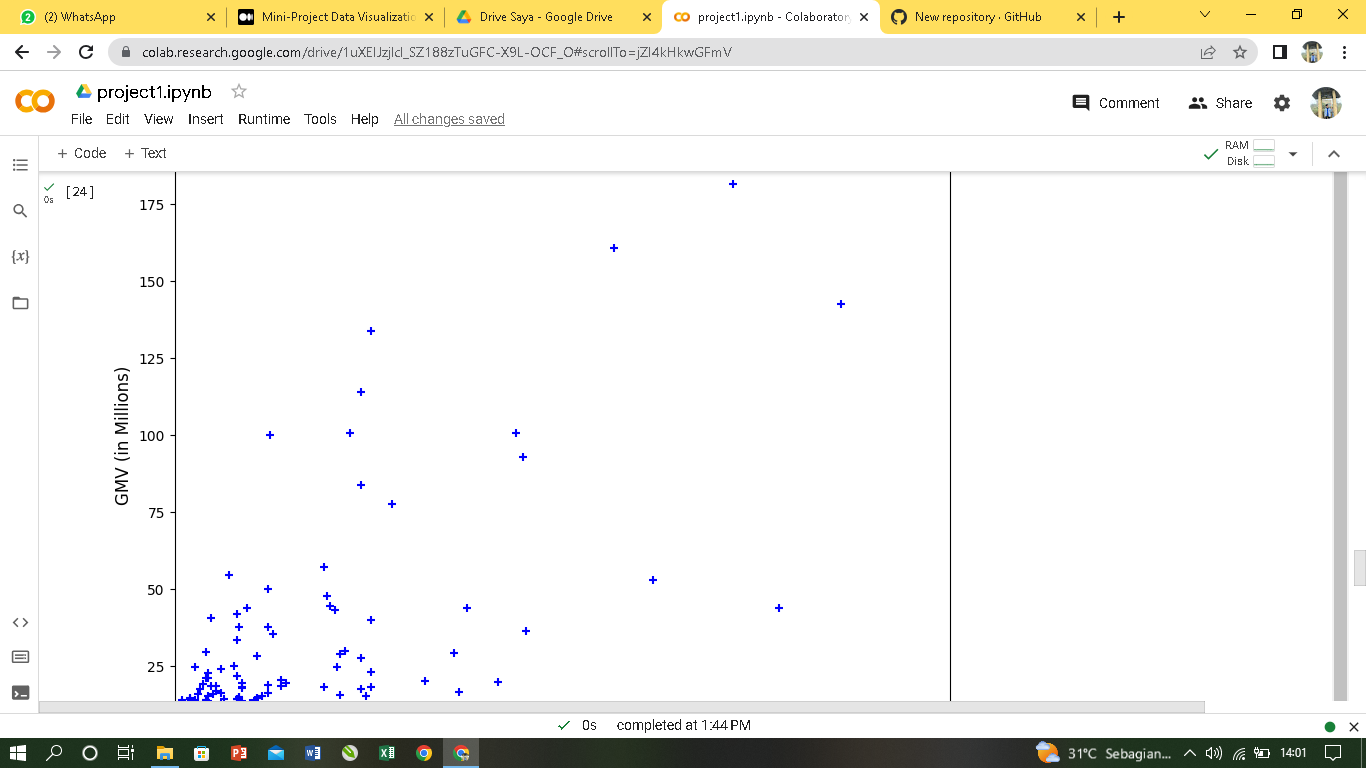 (2) WhatsApp
Mini-Project Data Visualizatio
Drive Saya - Google Drive
project1.ipynb - Colaboratory
New repository · GitHub
colab.research.google.com/drive/1uXEIJzjlcl_SZ188zTuGFC-X9L-OCF_O#scrollTo=jZl4kHkwGFmV
project1.ipynb
File Edit View Insert Runtime Tools Help All changes saved
Comment
Share
+ Code + Text
RAM
Disk
[24]
0s
{x}
175
150
125
100
75
50
25
GMV (in Millions)
0s completed at 1:44 PM
31°C Sebagian...
14:01